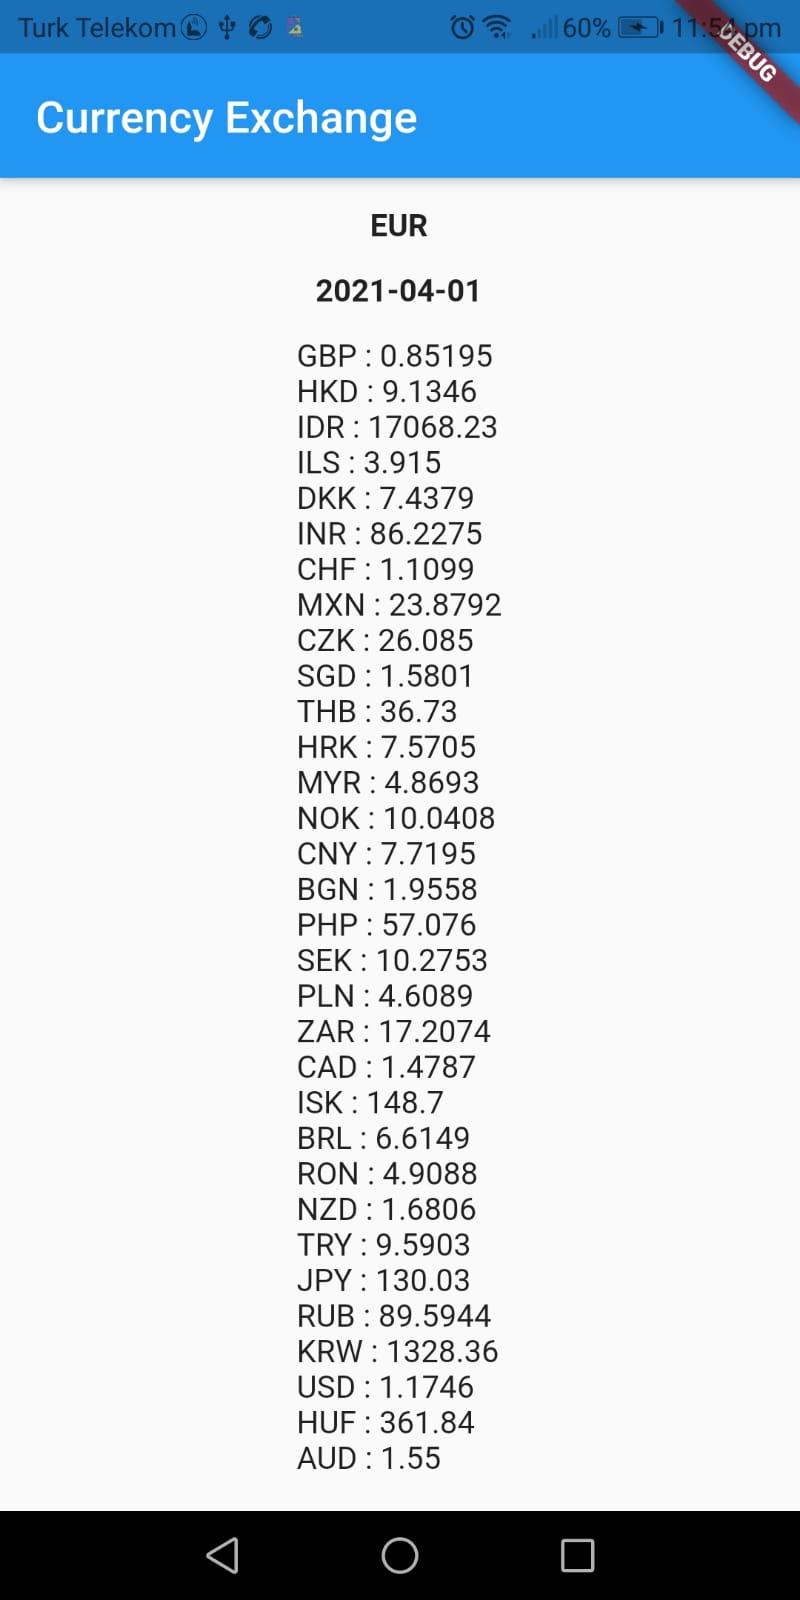 Turk Telekom 60% 11:54 pm
DEBUG
Currency Exchange
EUR
2021-04-01
GBP : 0.85195
HKD : 9.1346
IDR : 17068.23
ILS : 3.915
DKK : 7.4379
INR : 86.2275
CHF : 1.1099
MXN : 23.8792
CZK : 26.085
SGD : 1.5801
THB : 36.73
HRK : 7.5705
MYR : 4.8693
NOK : 10.0408
CNY : 7.7195
BGN : 1.9558
PHP : 57.076
SEK : 10.2753
PLN : 4.6089
ZAR : 17.2074
CAD : 1.4787
ISK : 148.7
BRL : 6.6149
RON : 4.9088
NZD : 1.6806
TRY : 9.5903
JPY : 130.03
RUB : 89.5944
KRW : 1328.36
USD : 1.1746
HUF : 361.84
AUD : 1.55